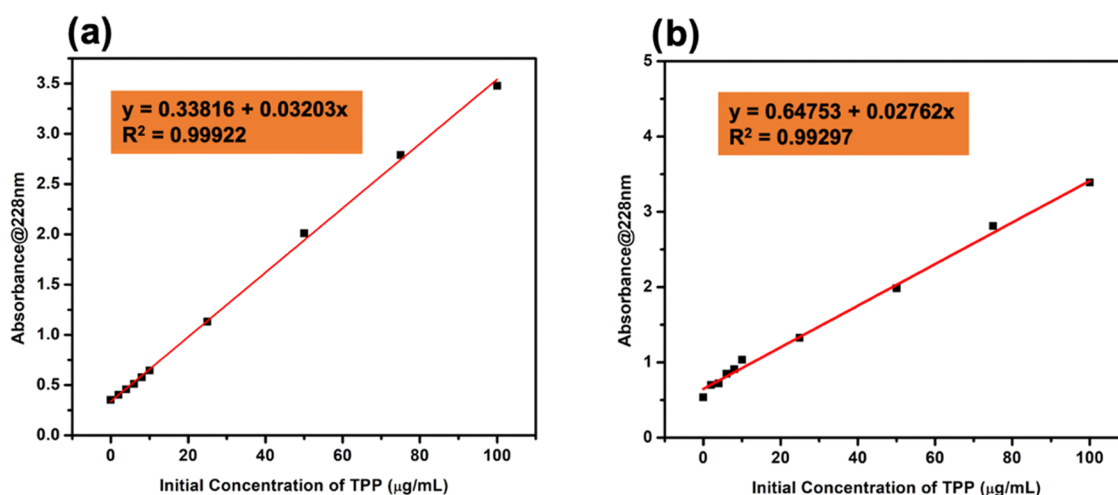 (a)
y = 0.33816 + 0.03203x
R² = 0.99922
3.5
3.0
2.5
2.0
1.5
1.0
0.5
0.0
0 20 40 60 80 100
Absorbance@228nm
Initial Concentration of TPP (μg/mL)
(b)
y = 0.64753 + 0.02762x
R² = 0.99297
5
4
3
2
1
0
0 20 40 60 80 100
Absorbance@228nm
Initial Concentration of TPP (μg/mL)